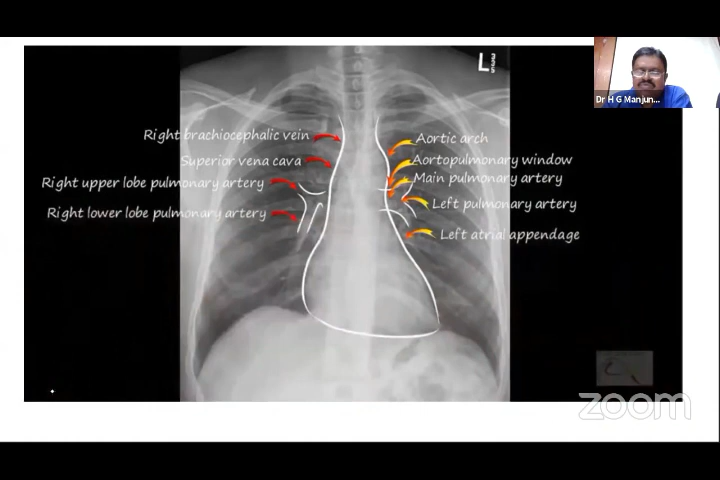 L
Dr H G Manjun...
Right brachiocephalic vein
Aortic arch
Superior vena cava
Aortopulmonary window
Main pulmonary artery
Right upper lobe pulmonary artery
Left pulmonary artery
Right lower lobe pulmonary artery
Left atrial appendage
zoom